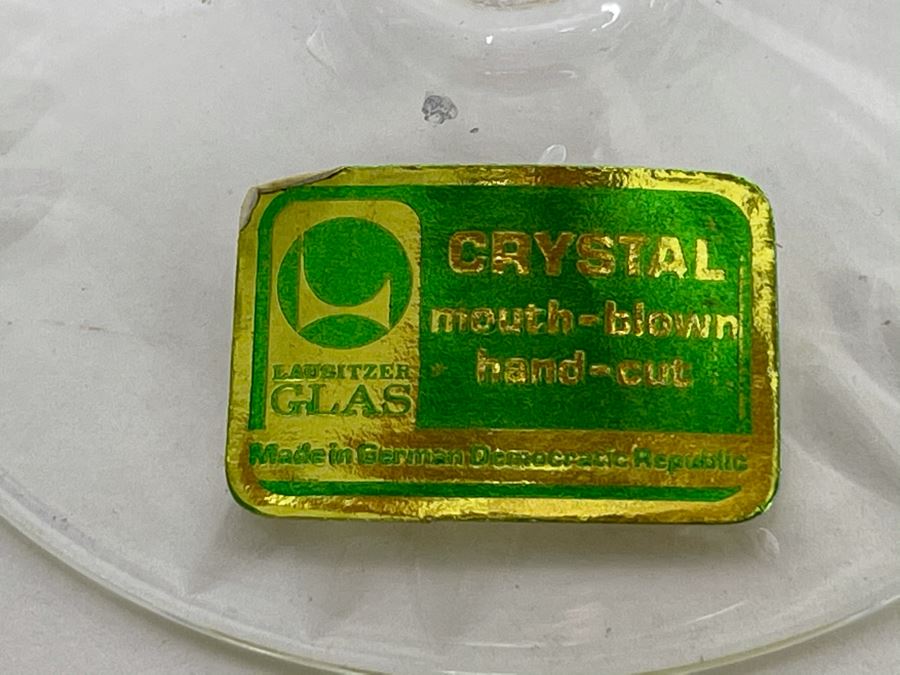 LAUSITZER
GLAS
CRYSTAL
mouth-blown
hand-cut
Made in German Democratic Republic